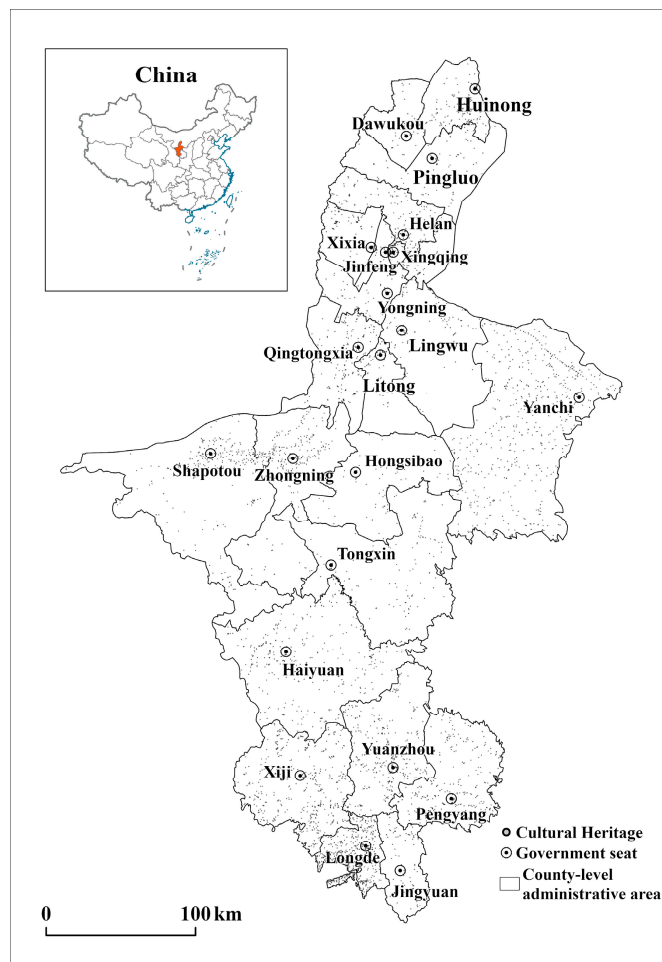 China
Huinong
Dawukou
Pingluo
Helan
Xixia
Jinfeng
Xingqing
Yongning
Lingwu
Qingtongxia
Litong
Yanchi
Shapotou
Zhongning
Hongsibao
Tongxin
Haiyuan
Yuanzhou
Xiji
Pengyang
Longde
Jingyuan
Cultural Heritage
Government seat
County-level
administrative area
0
100 km